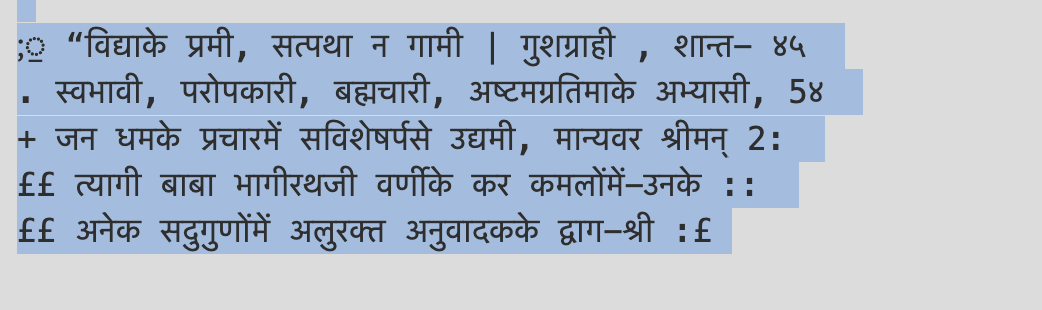 ;॒ “विद्याके प्रमी, सत्पथा न गामी | गुशग्राही , शान्त– ४५
. स्वभावी, परोपकारी, बह्मचारी, अष्टमग्रतिमाके अभ्यासी, 5४
+ जन धमके प्रचारमें सविशेषर्पसे उद्यमी, मान्यवर श्रीमन् 2:
££ त्यागी बाबा भागीरथजी वर्णीके कर कमलोंमें–उनके ::
££ अनेक सदुगुणोंमें अलुरक्त अनुवादकके द्वाग–श्री :£